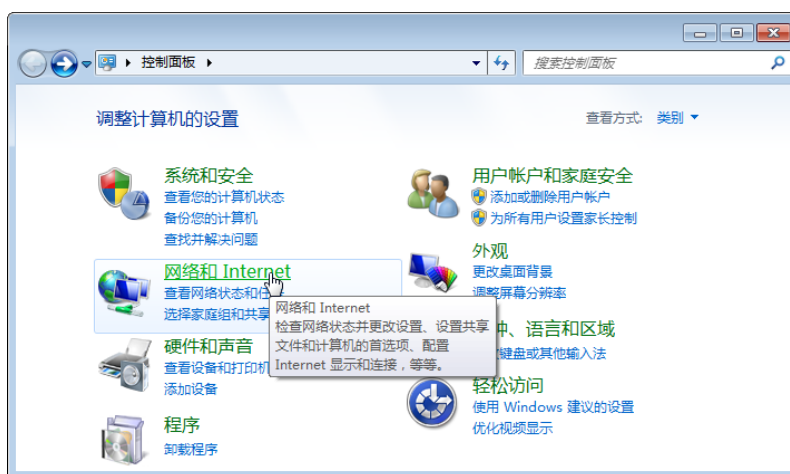 控制面板
搜索控制面板
调整计算机的设置
查看方式: 类别
系统和安全
查看您的计算机状态
备份您的计算机
查找并解决问题
网络和 Internet
查看网络状态和
选择家庭组和共享
硬件和声音
查看设备和打印机
添加设备
程序
卸载程序
用户帐户和家庭安全
添加或删除用户帐户
为所有用户设置家长控制
外观
更改桌面背景
调整屏幕分辨率
、语言和区域
键盘或其他输入法
轻松访问
使用 Windows 建议的设置
优化视频显示
网络和 Internet
检查网络状态并更改设置、设置共享
文件和计算机的首选项、配置
Internet 显示和连接，等等。